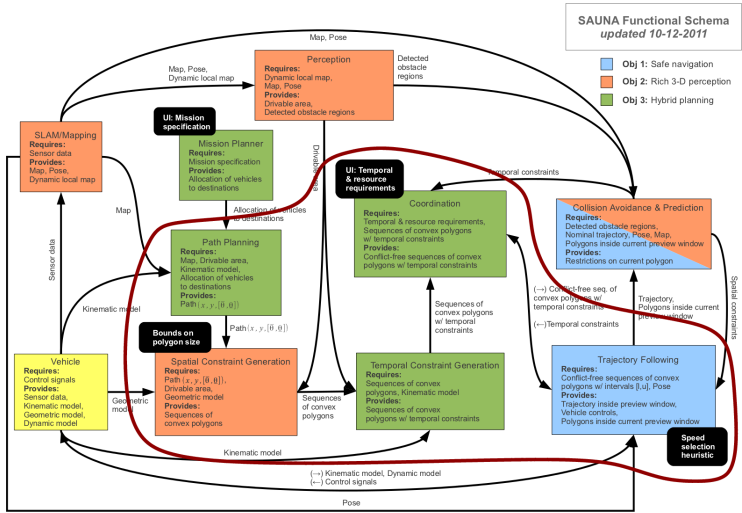 SAUNA Functional Schema
updated 10-12-2011
Obj 1: Safe navigation
Obj 2: Rich 3-D perception
Obj 3: Hybrid planning
Map, Pose
Map, Pose,
Dynamic local map
Perception
Requires:
Dynamic local map,
Map, Pose
Provides:
Drivable area,
Detected obstacle regions
Detected
obstacle
regions
UI: Mission
specification
SLAM/Mapping
Requires:
Sensor data
Provides:
Map, Pose,
Dynamic local map
Mission Planner
Requires:
Mission specification
Provides:
Allocation of vehicles
to destinations
Drivable area
UI: Temporal
& resource
requirements
Temporal constraints
Map
Allocation of vehicles
to destinations
Coordination
Requires:
Temporal & resource requirements,
Sequences of convex polygons
w/ temporal constraints
Provides:
Conflict-free sequences of convex
polygons w/ temporal constraints
Collision Avoidance & Prediction
Requires:
Detected obstacle regions,
Nominal trajectory, Pose, Map,
Polygons inside current preview window
Provides:
Restrictions on current polygon
Path Planning
Requires:
Map, Drivable area,
Kinematic model,
Allocation of vehicles
to destinations
Provides:
Path (x, y, [θ̄, θ̲])
Sensor data
Kinematic model
(→) Conflict-free seq. of
convex polygons w/
temporal constraints
(←)Temporal constraints
Trajectory,
Polygons inside current
preview window
Spatial constraints
Sequences of
convex polygons
w/ temporal
constraints
Path (x, y, [θ̄, θ̲])
Bounds on
polygon size
Vehicle
Requires:
Control signals
Provides:
Sensor data,
Kinematic model,
Geometric model,
Dynamic model
Geometric
model
Spatial Constraint Generation
Requires:
Path (x, y, [θ̄, θ̲]),
Drivable area,
Geometric model
Provides:
Sequences of
convex polygons
Sequences of convex
polygons
Temporal Constraint Generation
Requires:
Sequences of convex
polygons, Kinematic model
Provides:
Sequences of convex
polygons w/ temporal constraints
Trajectory Following
Requires:
Conflict-free sequences of convex
polygons w/ intervals [l,u], Pose
Provides:
Trajectory inside preview window,
Vehicle controls,
Polygons inside current preview window
Speed
selection
heuristic
Kinematic model
(→) Kinematic model, Dynamic model
(←) Control signals
Pose